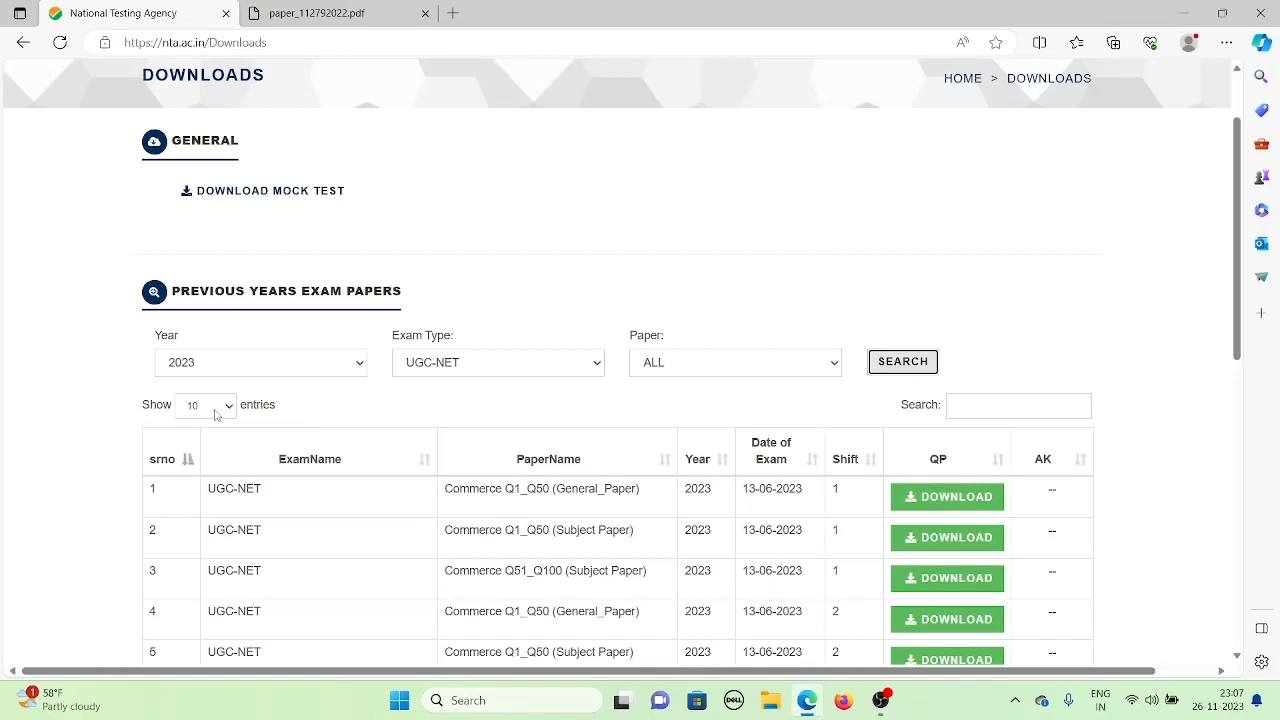 National Testing Agency
paper_112792022.pdf
https://nta.ac.in/Downloads
DOWNLOADS
HOME > DOWNLOADS
GENERAL
DOWNLOAD MOCK TEST
PREVIOUS YEARS EXAM PAPERS
Year Exam Type: Paper:
2023 UGC-NET ALL SEARCH
Show 10 entries Search:
srno ExamName PaperName Year Date of Exam Shift QP AK
1 UGC-NET Commerce Q1_Q50 (General_Paper) 2023 13-06-2023 1 DOWNLOAD --
2 UGC-NET Commerce Q1_Q50 (Subject Paper) 2023 13-06-2023 1 DOWNLOAD --
3 UGC-NET Commerce Q51_Q100 (Subject Paper) 2023 13-06-2023 1 DOWNLOAD --
4 UGC-NET Commerce Q1_Q50 (General_Paper) 2023 13-06-2023 2 DOWNLOAD --
5 UGC-NET Commerce Q1_Q50 (Subject Paper) 2023 13-06-2023 2 DOWNLOAD --
1 58°F
Partly cloudy
Search
DELL
ENG
IN
23:07
26-11-2023